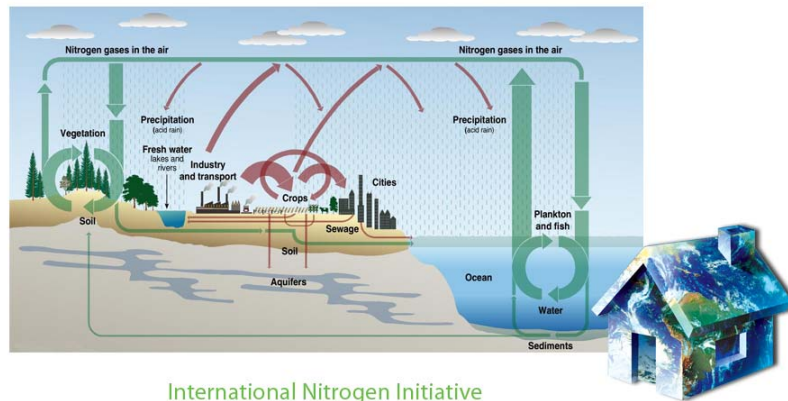 Nitrogen gases in the air
Nitrogen gases in the air
Precipitation
(acid rain)
Precipitation
(acid rain)
Vegetation
Fresh water
lakes and
rivers
Industry
and transport
Cities
Crops
Soil
Sewage
Plankton
and fish
Soil
Aquifers
Ocean
Water
Sediments
International Nitrogen Initiative